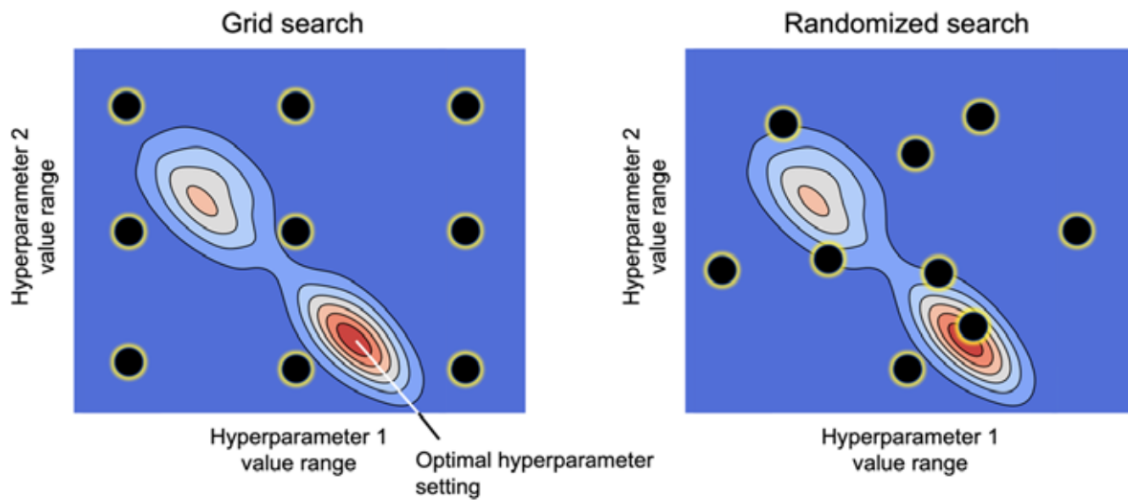 Grid search
Hyperparameter 2
value range
Hyperparameter 1
value range
Optimal hyperparameter
setting
Randomized search
Hyperparameter 2
value range
Hyperparameter 1
value range